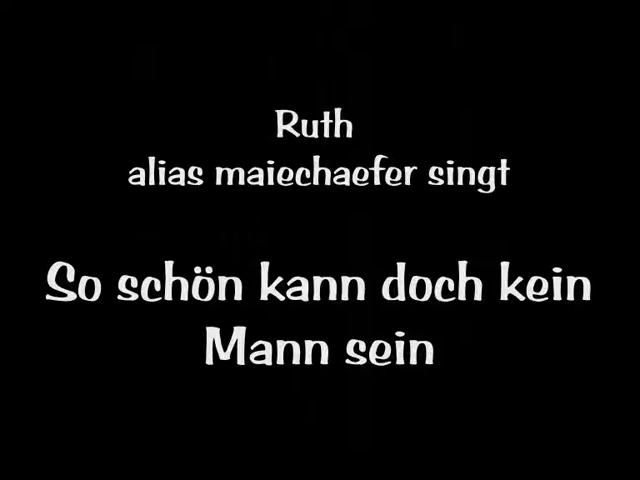 Ruth
alias maiechaefer singt
So schön kann doch kein
Mann sein